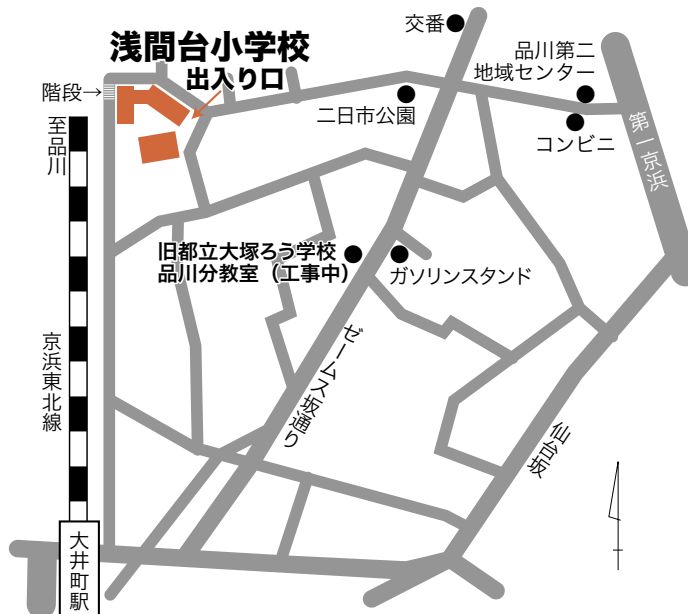 浅間台小学校
出入り口
階段→
至品川
交番
品川第二
地域センター
二日市公園
コンビニ
第一京浜
旧都立大塚ろう学校
品川分教室（工事中）
ガソリンスタンド
京浜東北線
ゼームス坂通り
仙台坂
大井町駅